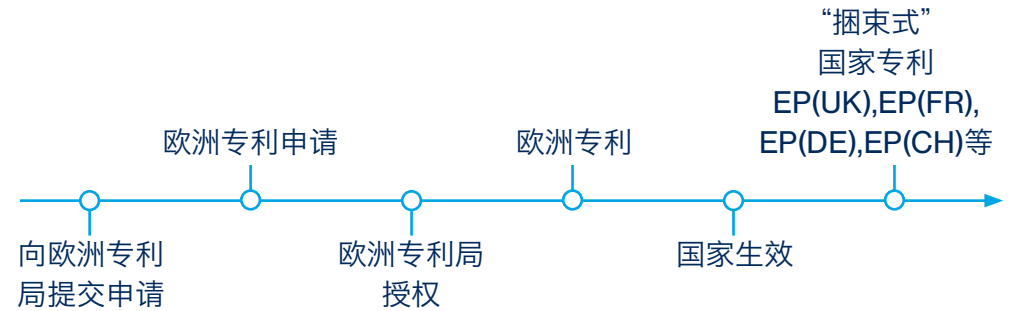 “捆束式”
国家专利
EP(UK),EP(FR),
EP(DE),EP(CH)等
欧洲专利申请
欧洲专利
向欧洲专利
局提交申请
欧洲专利局
授权
国家生效